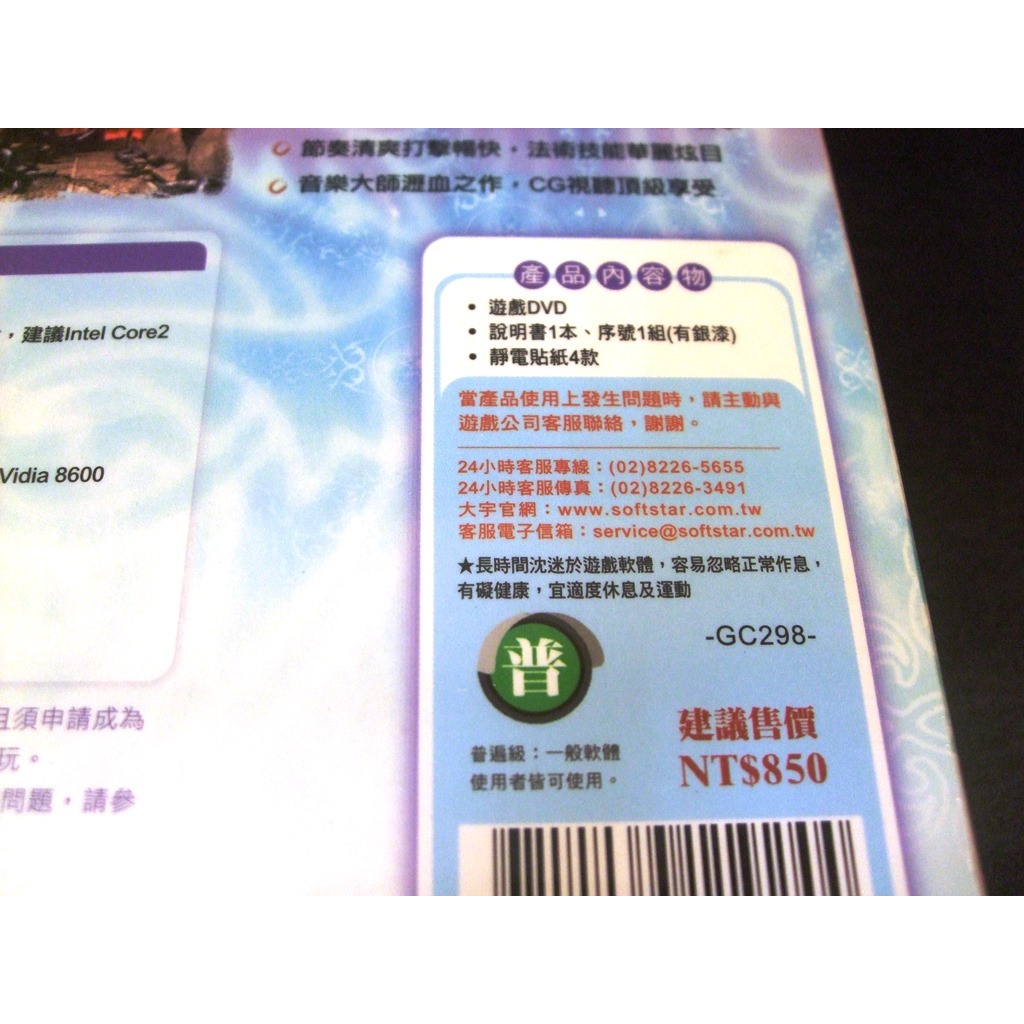 節奏清爽打擊暢快，法術技能華麗炫目
音樂大師瀝血之作，CG視聽頂級享受
，建議Intel Core2
Vidia 8600
且須申請成為
玩。
問題，請參
產品內容物
• 遊戲DVD
• 說明書1本、序號1組(有銀漆)
• 靜電貼紙4款
當產品使用上發生問題時，請主動與
遊戲公司客服聯絡，謝謝。
24小時客服專線：(02)8226-5655
24小時客服傳真：(02)8226-3491
大宇官網：www.softstar.com.tw
客服電子信箱：service@softstar.com.tw
★長時間沈迷於遊戲軟體，容易忽略正常作息，
有礙健康，宜適度休息及運動
普
-GC298-
普遍級：一般軟體
使用者皆可使用。
建議售價
NT$850